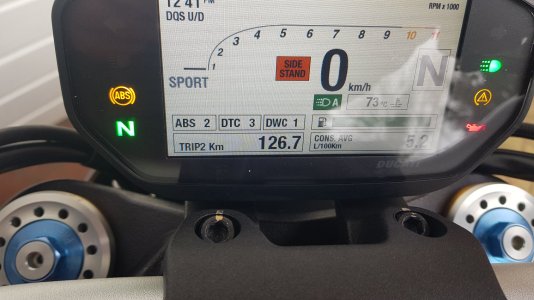 12 41 PM
DQS U/D
RPM x 1000
1 2 3 4 5 6 7 8 9 10 11
SPORT
SIDE STAND
0 km/h
N
A
73 °C
ABS
N
ABS 2 DTC 3 DWC 1
TRIP2 Km 126.7
CONS. AVG
L/100Km 5.2
DUCATI